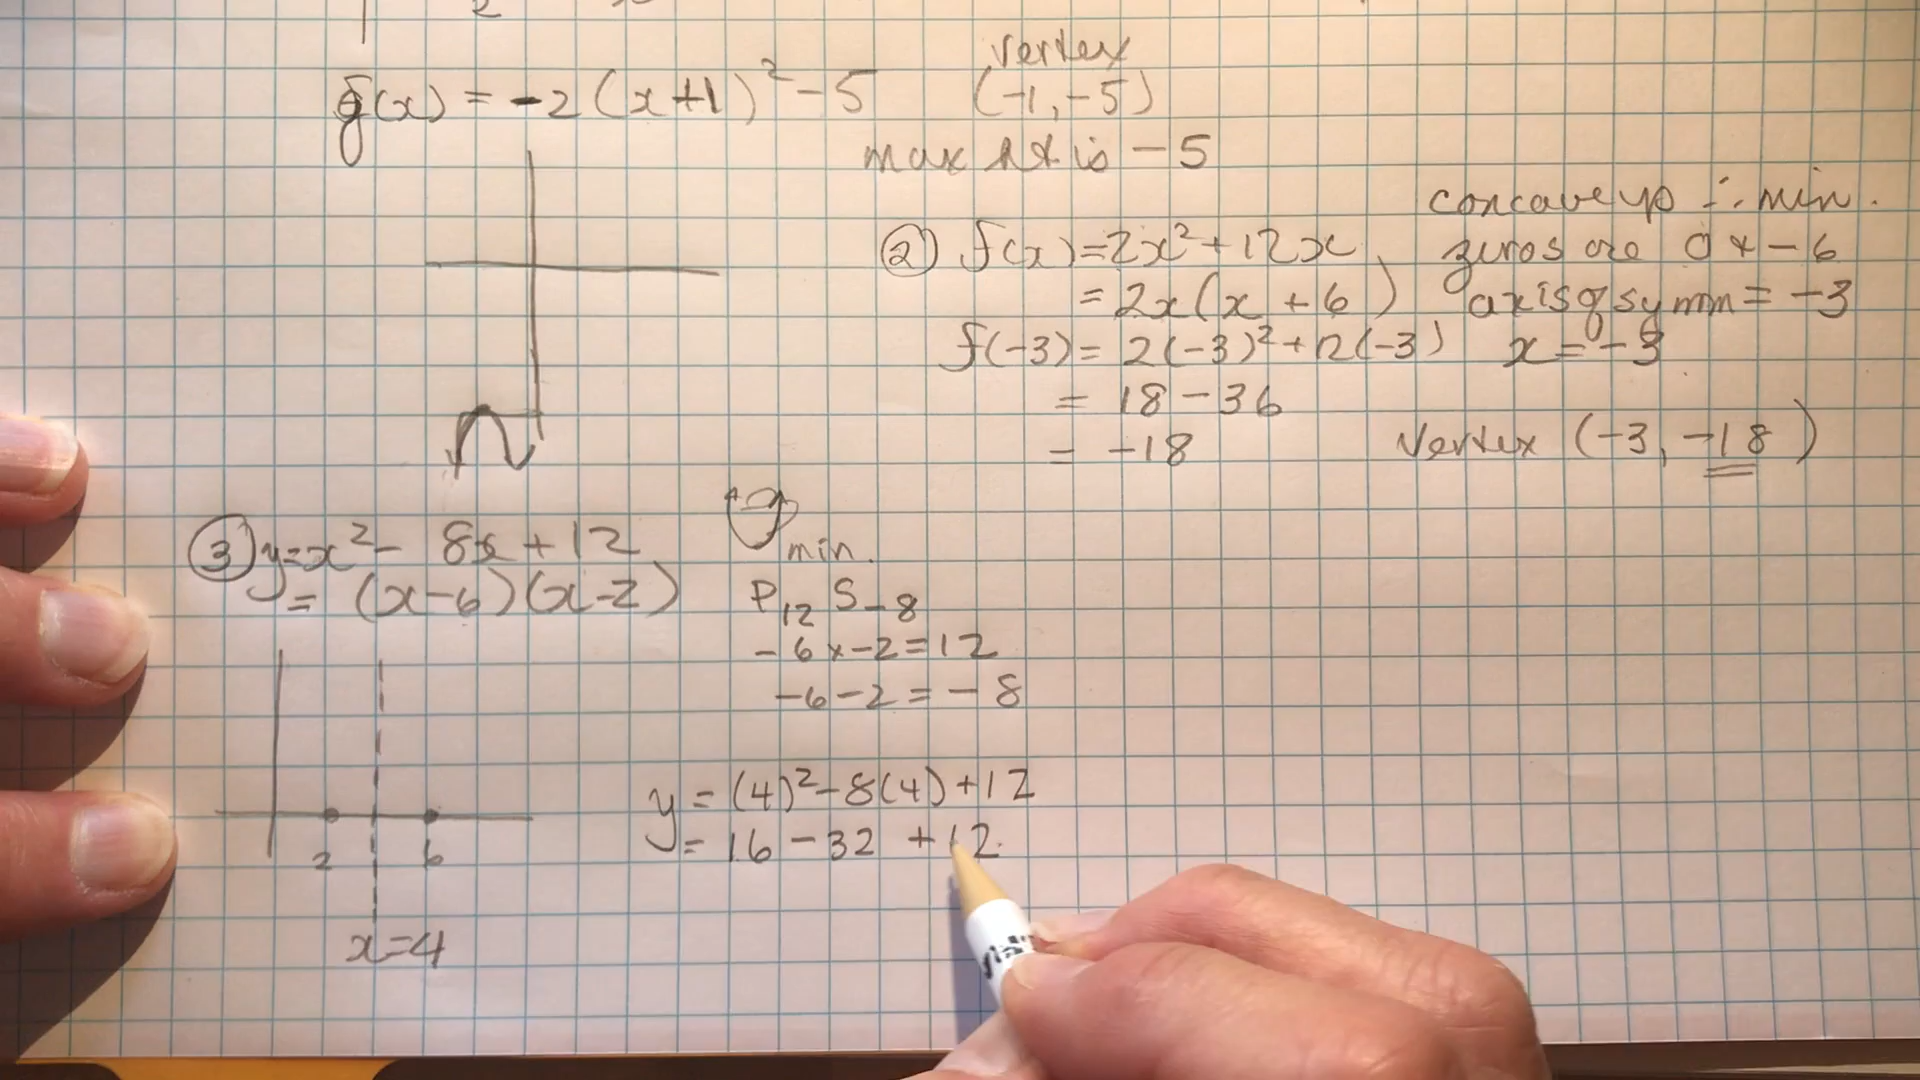 2
vertex
g(x) = -2(x+1)² - 5
(-1, -5)
max ht is -5
concave up ∴ min.
② f(x) = 2x² + 12x
zeros are 0 + -6
= 2x(x + 6)
axis of symm = -3
f(-3) = 2(-3)² + 12(-3)
x = -3
= 18 - 36
= -18
Vertex (-3, -18)
③ y = x² - 8x + 12
= (x-6)(x-2)
min.
P12 S-8
-6 x -2 = 12
-6 - 2 = -8
2 6
x = 4
y = (4)² - 8(4) + 12
= 16 - 32 + 12